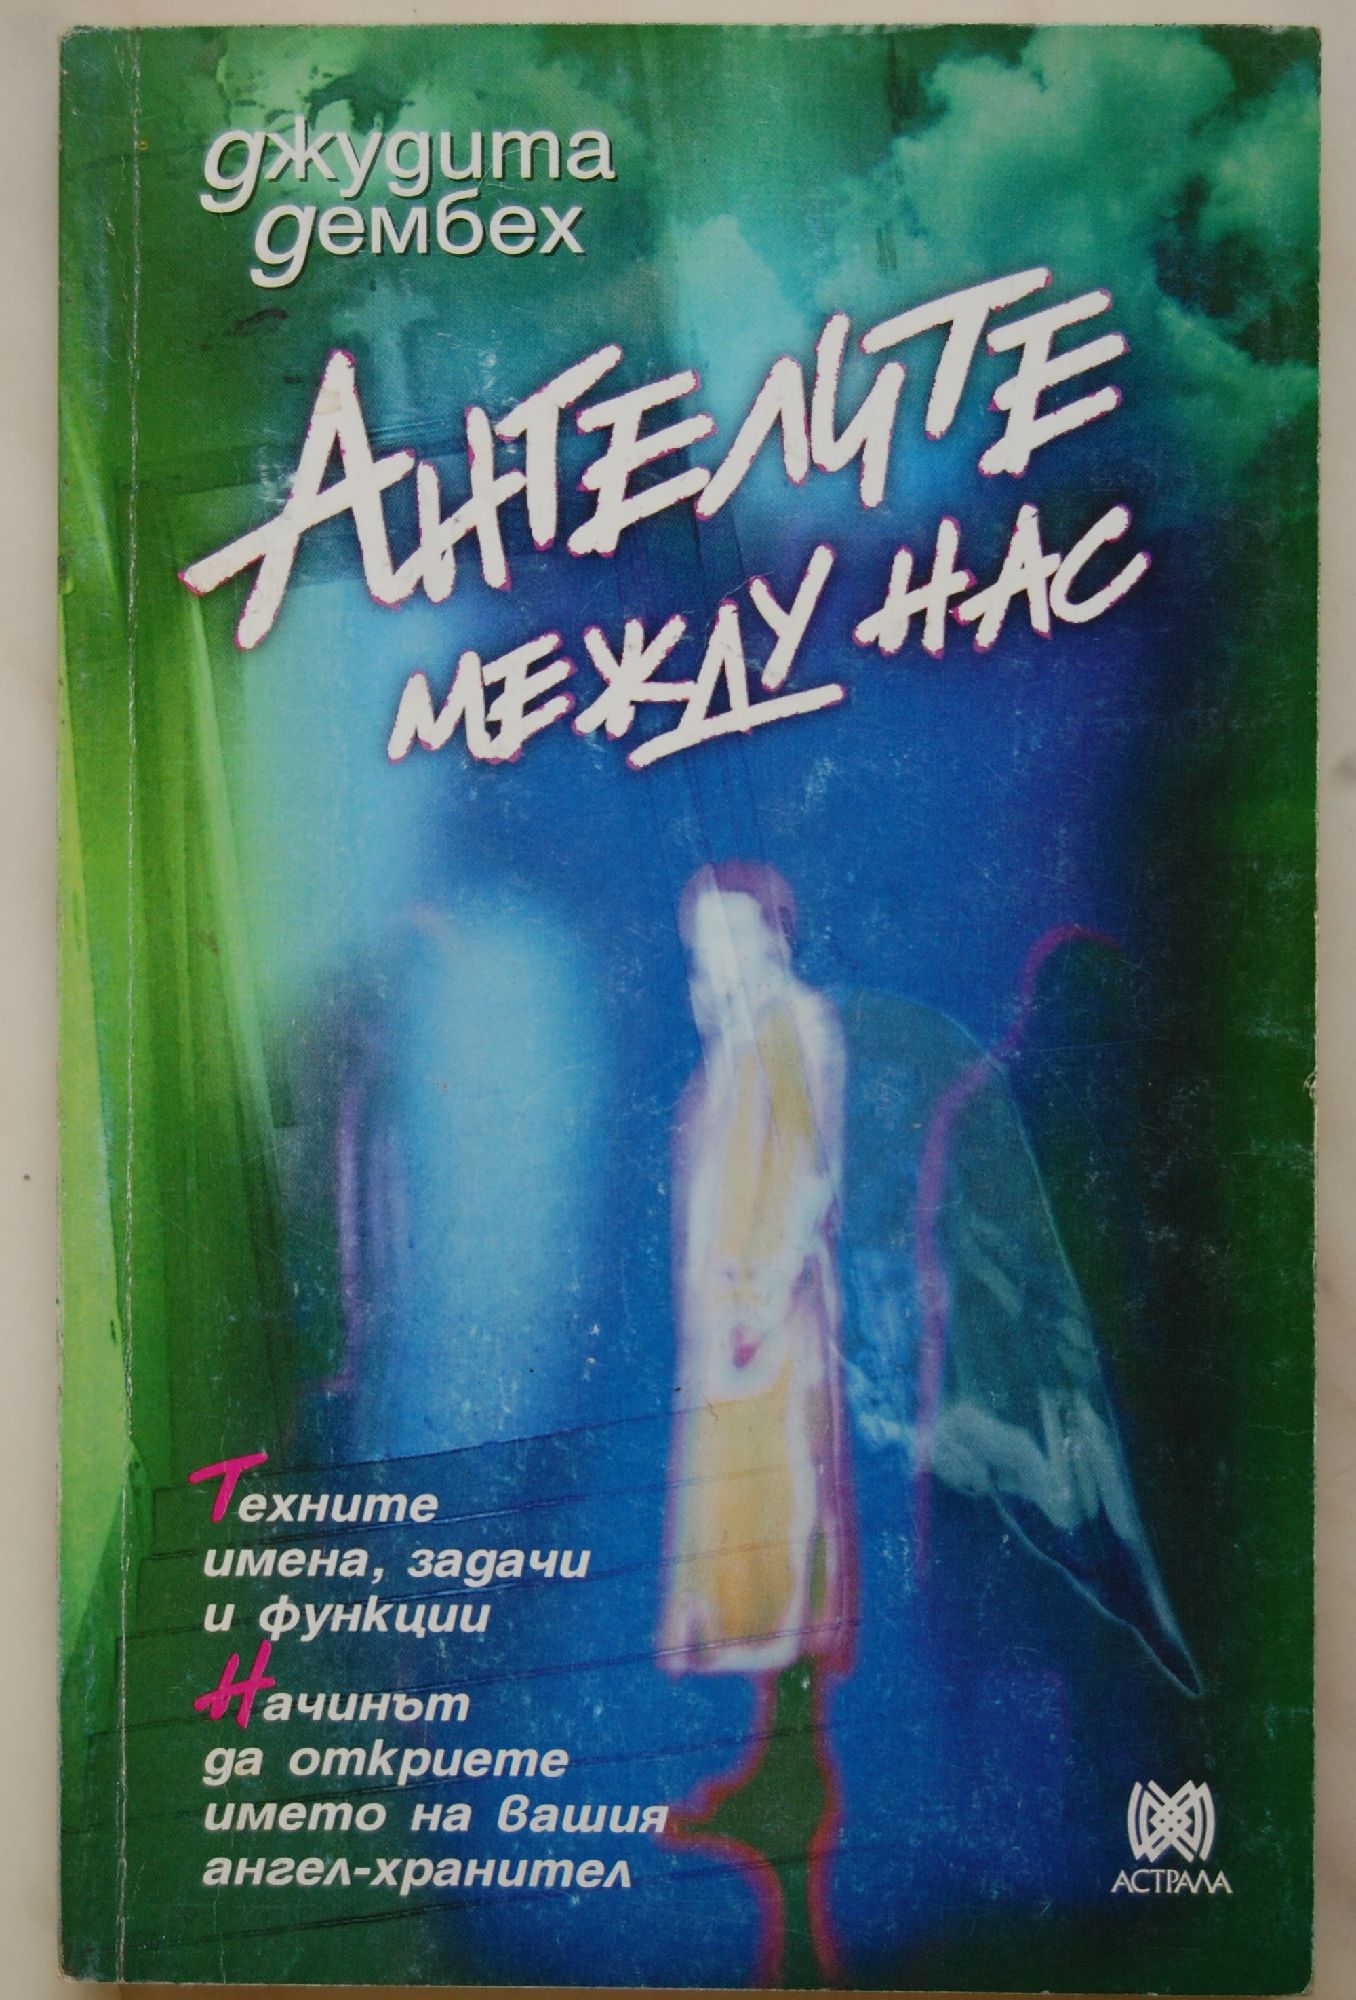 джудита
дембех
АНГЕЛИТЕ
МЕЖДУ НАС
Техните
имена, задачи
и функции
Начинът
да откриете
името на вашия
ангел-хранител
АСТРАЛА